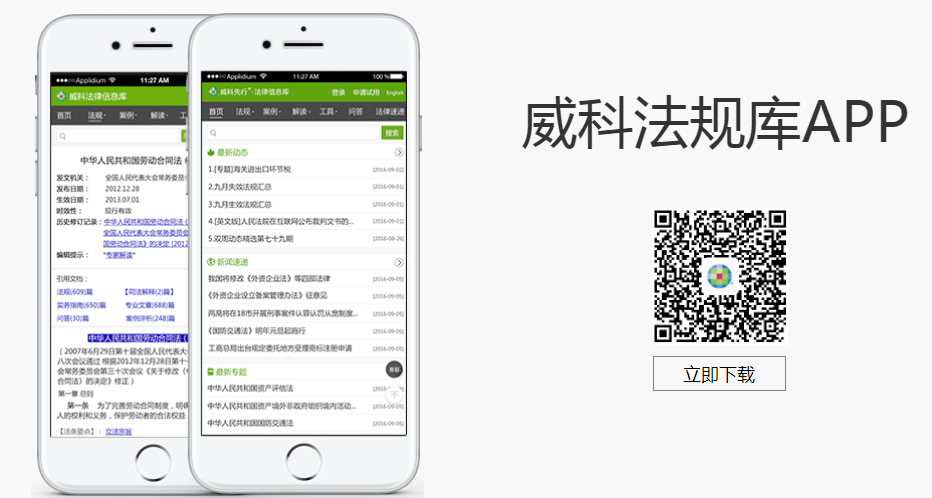 ●●●○○Applidium 11:27 AM
威科法律信息库
首页 法规 案例 解读
中华人民共和国劳动合同法
发文机关： 全国人民代表大会常务委员
发布日期： 2012.12.28
生效日期： 2013.07.01
时效性： 现行有效
历史修订记录： 中华人民共和国劳动合同法
全国人民代表大会常务委
国劳动合同法》的决定 [2012
编辑提示： "专家解读"
引用文档：
法规(609)篇 【司法解释(2)篇】
实务指南(650)篇 专业文章(688)篇
问答(30)篇 案例评析(248)篇
中华人民共和国劳动合同法
（ 2007年6月29日第十届全国人民代表大
八次会议通过 根据2012年12月28日第十
会常务委员会第三十次会议《关于修改〈
合同法〉的决定》修正 ）
第一章 总则
第一条 为了完善劳动合同制度，明确
人的权利和义务，保护劳动者的合法权益
【法条要点】： 立法宗旨
●●●○○Applidium 11:27 AM 100 %
威科先行®·法律信息库 登录 申请试用 English
首页 法规 案例 解读 工具 问答 法律速递
搜索
最新动态
1.[专题]海关进出口环节税 [2016-09-02]
2.九月失效法规汇总 [2016-09-01]
3.九月生效法规汇总 [2016-09-01]
4.[英文版]人民法院在互联网公布裁判文书的... [2016-09-01]
5.双周动态精选第七十九期 [2016-08-26]
新闻速递
我国将修改《外资企业法》等四部法律 [2016-09-05]
《外资企业设立备案管理办法》征意见 [2016-09-05]
两高将在18市开展刑事案件认罪认罚从宽制度... [2016-09-05]
《国防交通法》明年元旦起施行 [2016-09-05]
工商总局出台规定委托地方受理商标注册申请 [2016-09-05]
最新专题
客服
中华人民共和国资产评估法
中华人民共和国境外非政府组织境内活动... [2016-09-05]
中华人民共和国国防交通法 [2016-09-05]
威科法规库APP
立即下载